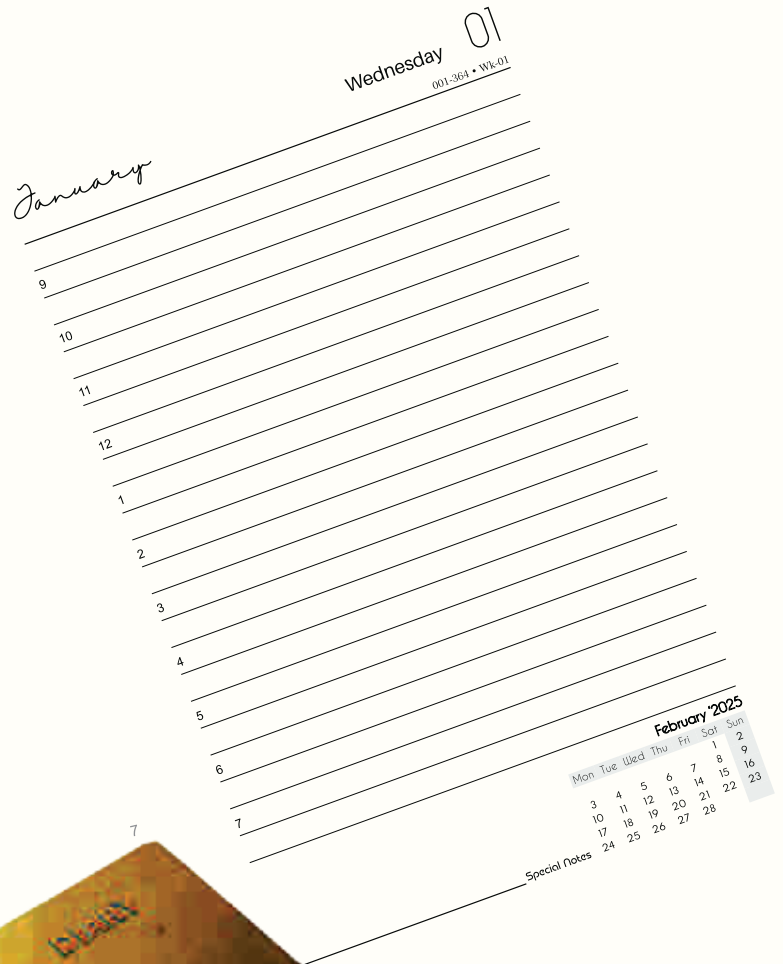 01
Wednesday
001-364 • Wk-01
January
9
10
11
12
1
2
3
4
5
6
7
February '2025
Mon Tue Wed Thu Fri Sat Sun
1 2
3 4 5 6 7 8 9
10 11 12 13 14 15 16
17 18 19 20 21 22 23
24 25 26 27 28
Special Notes
7